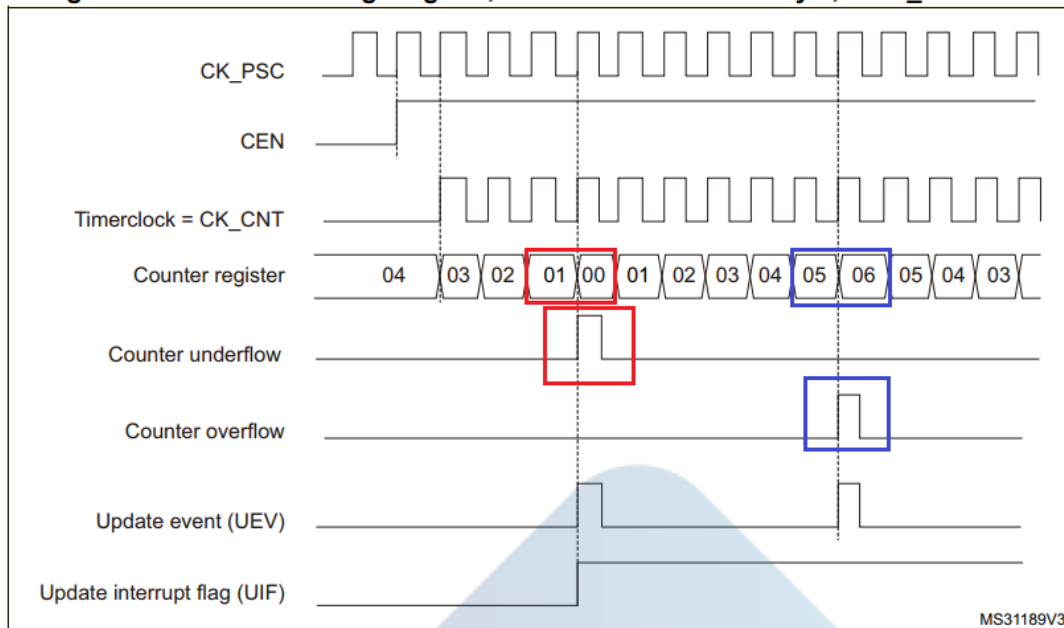 CK_PSC
CEN
Timerclock = CK_CNT
Counter register 04 03 02 01 00 01 02 03 04 05 06 05 04 03
Counter underflow
Counter overflow
Update event (UEV)
Update interrupt flag (UIF)
MS31189V3